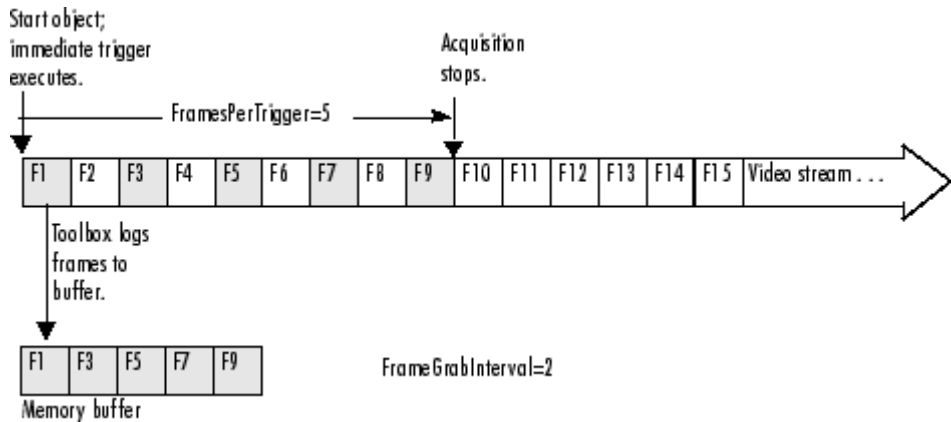 Start object;
immediate trigger
executes.
Acquisition
stops.
FramesPerTrigger=5
F1 F2 F3 F4 F5 F6 F7 F8 F9 F10 F11 F12 F13 F14 F15 Video stream . . .
Toolbox logs
frames to
buffer.
F1 F3 F5 F7 F9
FrameGrabInterval=2
Memory buffer